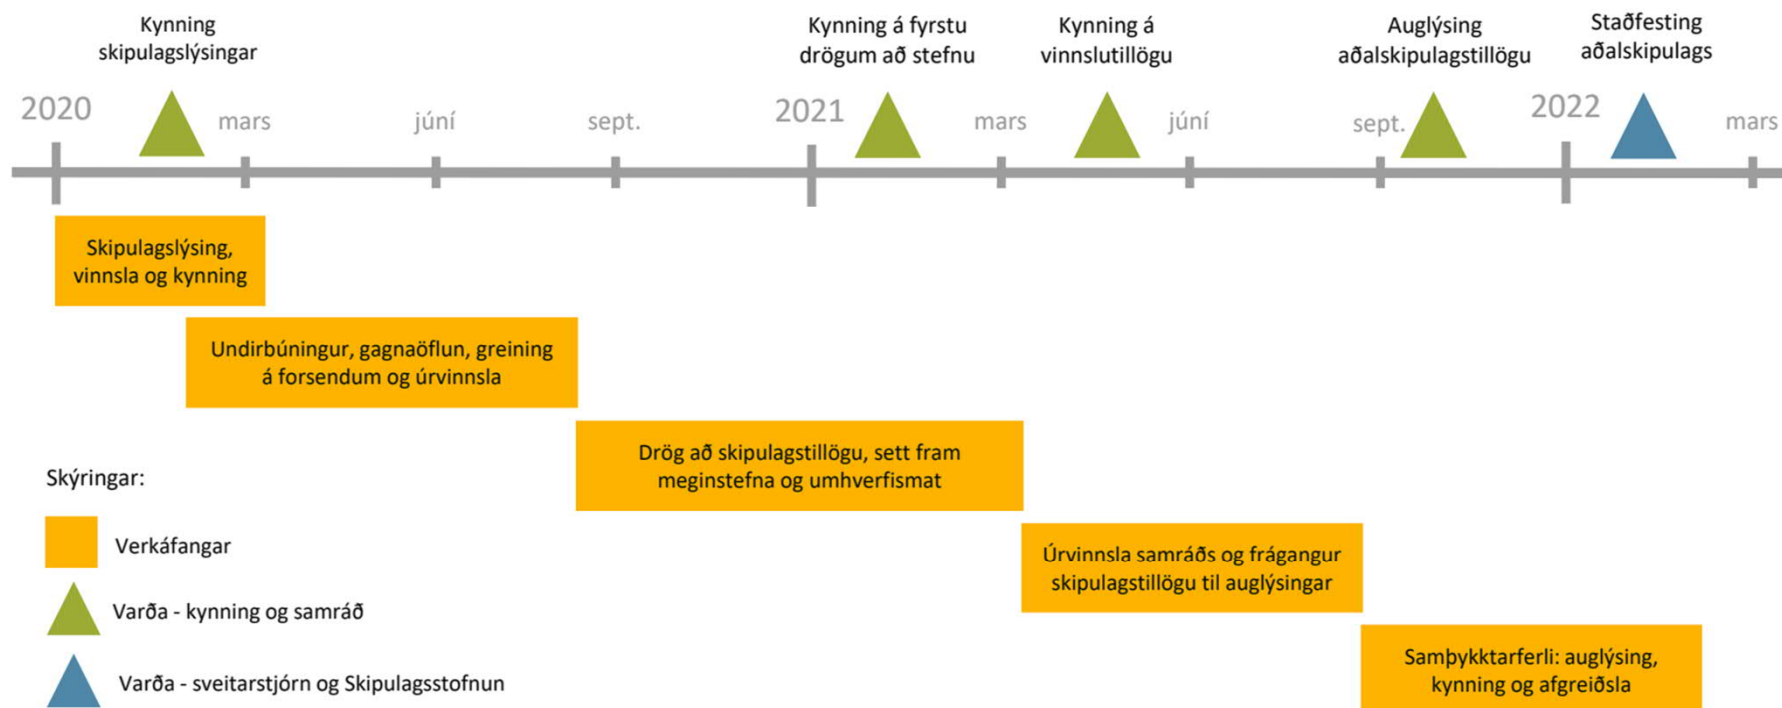 Kynning
skipulagslýsingar
Kynning á fyrstu
drögum að stefnu
Kynning á
vinnslutillögu
Auglýsing
aðalskipulagstillögu
Staðfesting
aðalskipulags
2020
mars
júní
sept.
2021
mars
júní
sept.
2022
mars
Skipulagslýsing,
vinnsla og kynning
Undirbúningur, gagnaöflun, greining
á forsendum og úrvinnsla
Drög að skipulagstillögu, sett fram
meginstefna og umhverfismat
Úrvinnsla samráðs og frágangur
skipulagstillögu til auglýsingar
Samþykktarferli: auglýsing,
kynning og afgreiðsla
Skýringar:
Verkáfangar
Varða - kynning og samráð
Varða - sveitarstjórn og Skipulagsstofnun